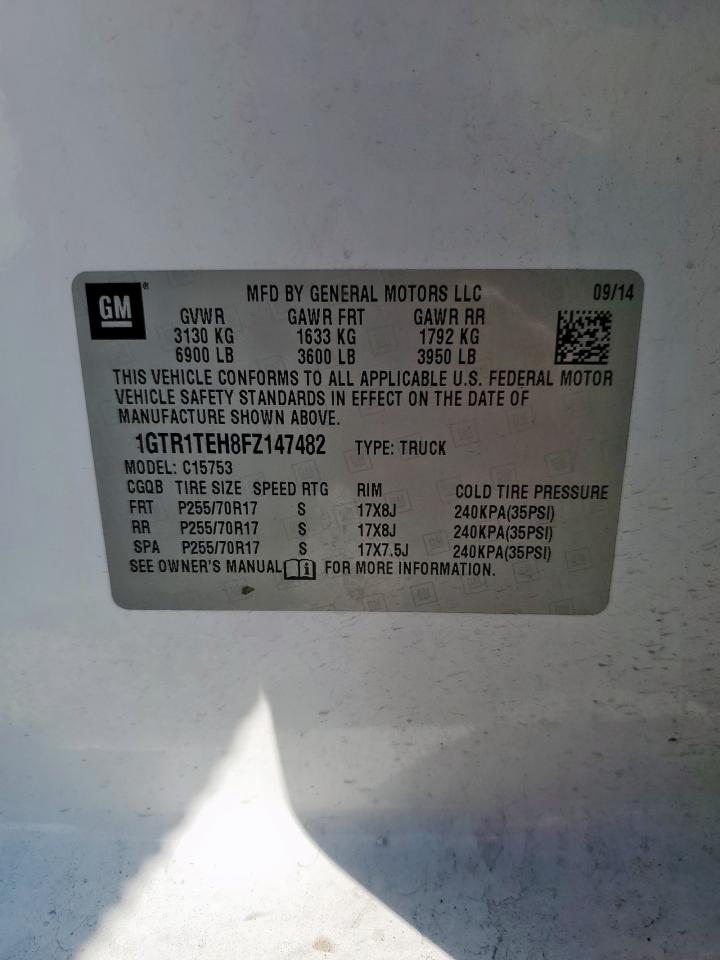 GM ® MFD BY GENERAL MOTORS LLC 09/14
GVWR GAWR FRT GAWR RR
3130 KG 1633 KG 1792 KG
6900 LB 3600 LB 3950 LB
THIS VEHICLE CONFORMS TO ALL APPLICABLE U.S. FEDERAL MOTOR
VEHICLE SAFETY STANDARDS IN EFFECT ON THE DATE OF
MANUFACTURE SHOWN ABOVE.
1GTR1TEH8FZ147482 TYPE: TRUCK
MODEL: C15753
CGQB TIRE SIZE SPEED RTG RIM COLD TIRE PRESSURE
FRT P255/70R17 S 17X8J 240KPA(35PSI)
RR P255/70R17 S 17X8J 240KPA(35PSI)
SPA P255/70R17 S 17X7.5J 240KPA(35PSI)
SEE OWNER'S MANUAL i FOR MORE INFORMATION.